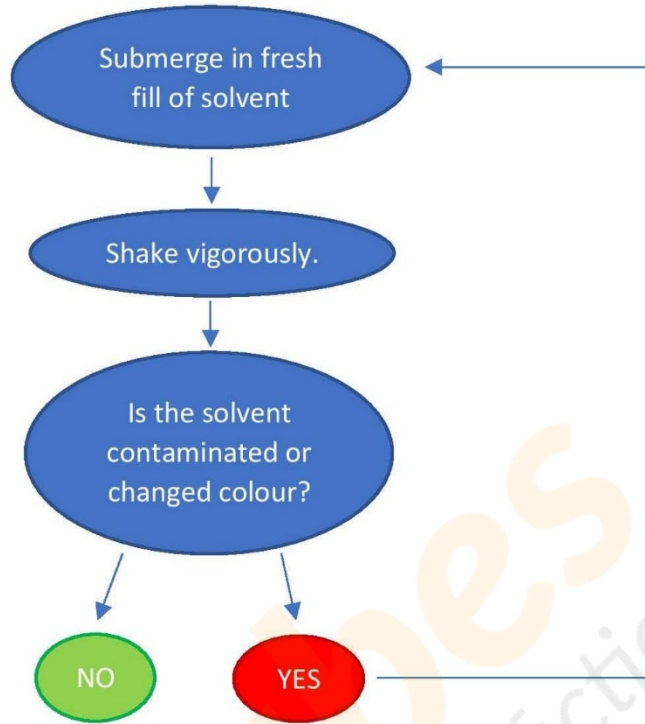 Submerge in fresh
fill of solvent
Shake vigorously.
Is the solvent
contaminated or
changed colour?
NO
YES